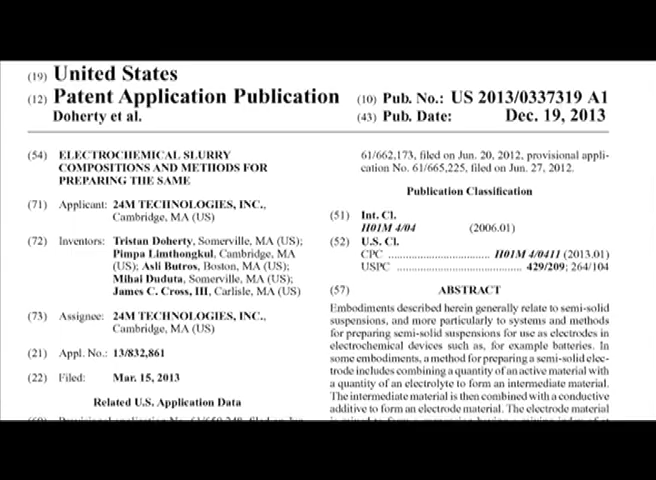 (19) United States
(12) Patent Application Publication
Doherty et al.
(10) Pub. No.: US 2013/0337319 A1
(43) Pub. Date: Dec. 19, 2013
(54) ELECTROCHEMICAL SLURRY
COMPOSITIONS AND METHODS FOR
PREPARING THE SAME
(71) Applicant: 24M TECHNOLOGIES, INC.,
Cambridge, MA (US)
(72) Inventors: Tristan Doherty, Somerville, MA (US);
Pimpa Limthongkul, Cambridge, MA
(US); Asli Butros, Boston, MA (US);
Mihai Duduta, Somerville, MA (US);
James C. Cross, III, Carlisle, MA (US)
(73) Assignee: 24M TECHNOLOGIES, INC.,
Cambridge, MA (US)
(21) Appl. No.: 13/832,861
(22) Filed: Mar. 15, 2013
Related U.S. Application Data
61/662,173, filed on Jun. 20, 2012, provisional appli-
cation No. 61/665,225, filed on Jun. 27, 2012.
Publication Classification
(51) Int. Cl.
H01M 4/04 (2006.01)
(52) U.S. Cl.
CPC .................................. H01M 4/0411 (2013.01)
USPC ........................................ 429/209; 264/104
(57) ABSTRACT
Embodiments described herein generally relate to semi-solid
suspensions, and more particularly to systems and methods
for preparing semi-solid suspensions for use as electrodes in
electrochemical devices such as, for example batteries. In
some embodiments, a method for preparing a semi-solid elec-
trode includes combining a quantity of an active material with
a quantity of an electrolyte to form an intermediate material.
The intermediate material is then combined with a conductive
additive to form an electrode material. The electrode material